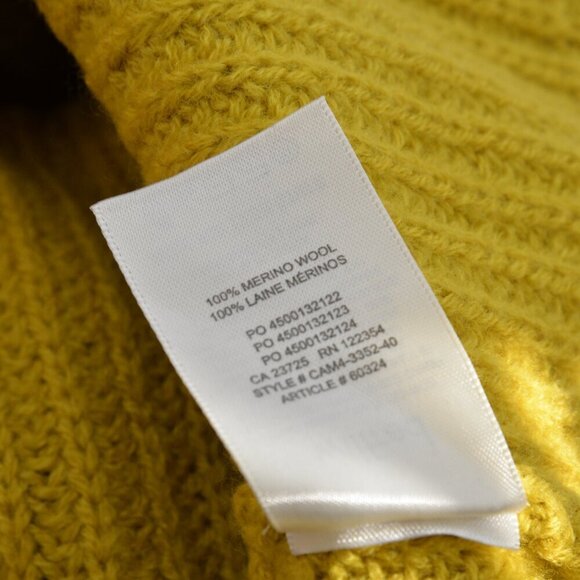 100% MERINO WOOL
100% LAINE MÉRINOS
PO 4500132122
PO 4500132123
PO 4500132124
CA 23725 RN 122354
STYLE # CAM4-3352-40
ARTICLE # 60324